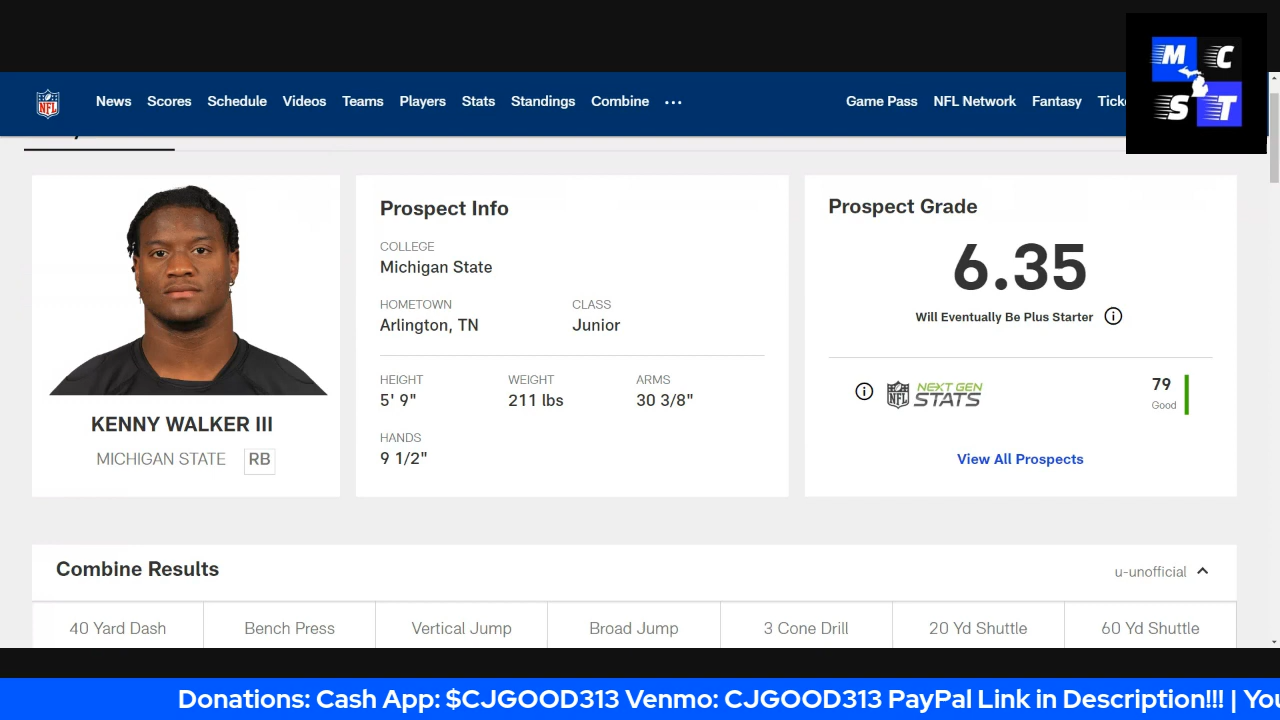 M C
S T
NFL
News Scores Schedule Videos Teams Players Stats Standings Combine ...
Game Pass NFL Network Fantasy
Prospect Info
COLLEGE
Michigan State
HOMETOWN CLASS
Arlington, TN Junior
HEIGHT WEIGHT ARMS
5' 9" 211 lbs 30 3/8"
HANDS
9 1/2"
Prospect Grade
6.35
Will Eventually Be Plus Starter
NFL NEXT GEN STATS
79
Good
View All Prospects
KENNY WALKER III
MICHIGAN STATE RB
Combine Results
u-unofficial
40 Yard Dash Bench Press Vertical Jump Broad Jump 3 Cone Drill 20 Yd Shuttle 60 Yd Shuttle
Donations: Cash App: $CJGOOD313 Venmo: CJGOOD313 PayPal Link in Description!!! |